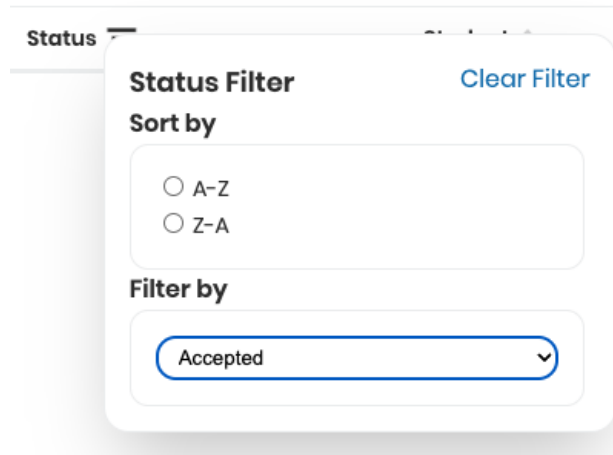 Status
Status Filter
Clear Filter
Sort by
A-Z
Z-A
Filter by
Accepted